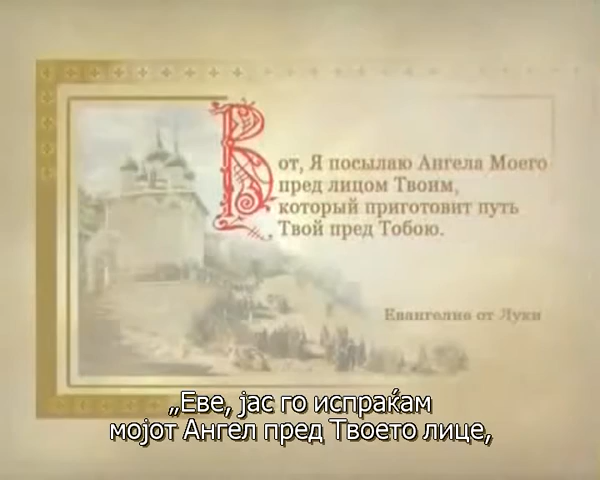 Вот, Я посылаю Ангела Моего
пред лицом Твоим,
который приготовит путь
Твой пред Тобою.
Евангелие от Луки
„Еве, јас го испраќам
мојот Ангел пред Твоето лице,